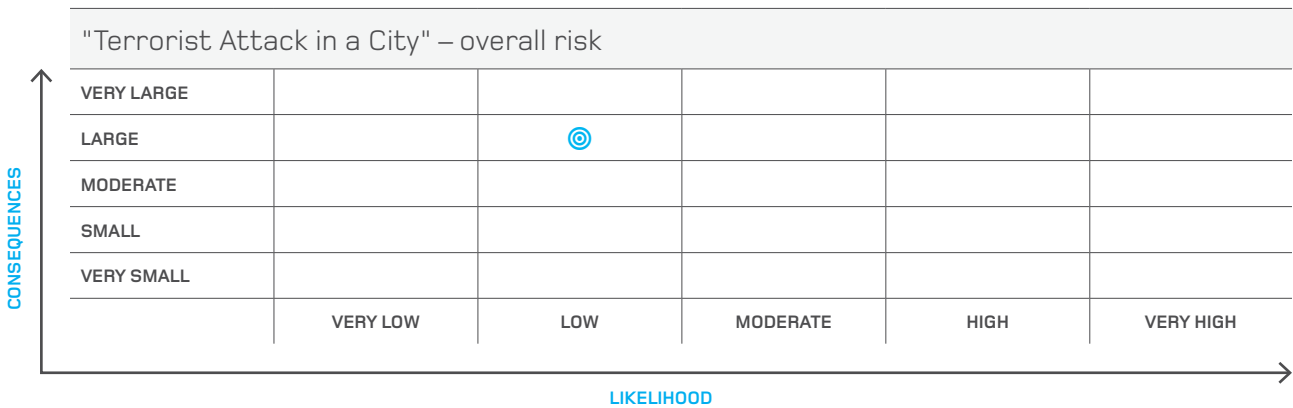 "Terrorist Attack in a City" – overall risk
VERY LARGE
LARGE
MODERATE
SMALL
VERY SMALL
VERY LOW LOW MODERATE HIGH VERY HIGH
CONSEQUENCES
LIKELIHOOD